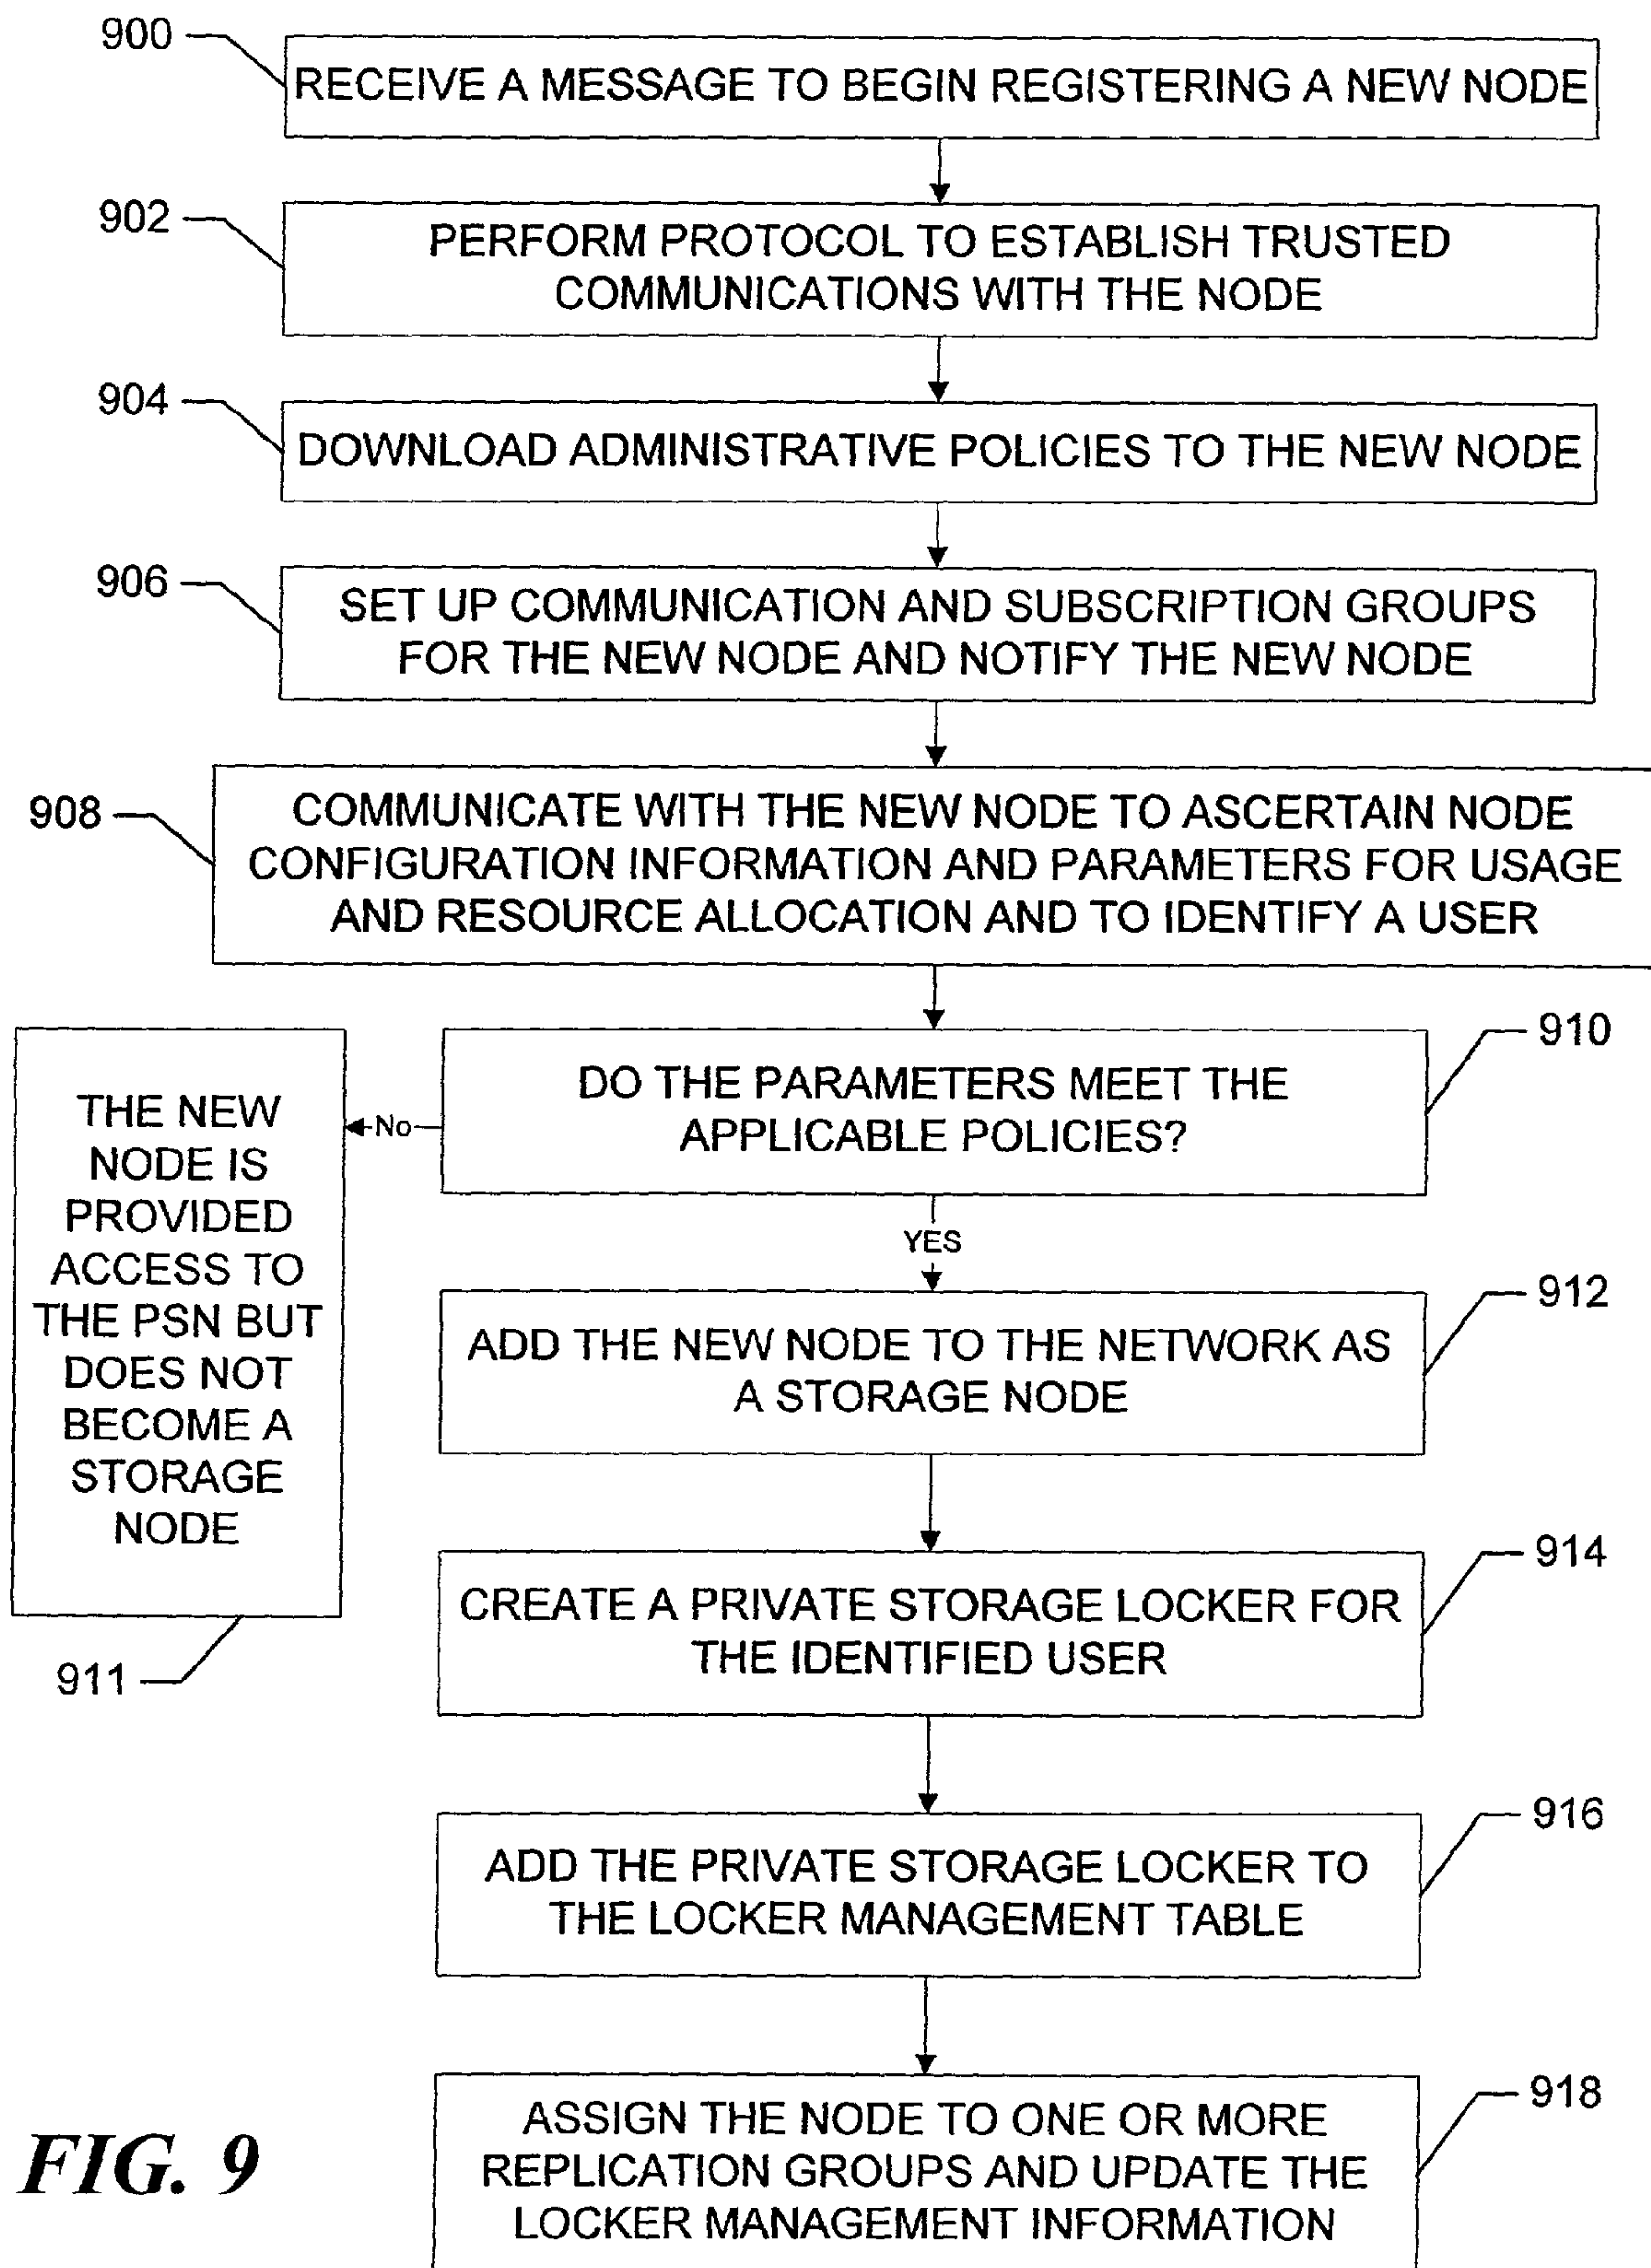 900
RECEIVE A MESSAGE TO BEGIN REGISTERING A NEW NODE
902
PERFORM PROTOCOL TO ESTABLISH TRUSTED
COMMUNICATIONS WITH THE NODE
904
DOWNLOAD ADMINISTRATIVE POLICIES TO THE NEW NODE
906
SET UP COMMUNICATION AND SUBSCRIPTION GROUPS
FOR THE NEW NODE AND NOTIFY THE NEW NODE
908
COMMUNICATE WITH THE NEW NODE TO ASCERTAIN NODE
CONFIGURATION INFORMATION AND PARAMETERS FOR USAGE
AND RESOURCE ALLOCATION AND TO IDENTIFY A USER
910
DO THE PARAMETERS MEET THE
APPLICABLE POLICIES?
No
THE NEW
NODE IS
PROVIDED
ACCESS TO
THE PSN BUT
DOES NOT
BECOME A
STORAGE
NODE
911
YES
912
ADD THE NEW NODE TO THE NETWORK AS
A STORAGE NODE
914
CREATE A PRIVATE STORAGE LOCKER FOR
THE IDENTIFIED USER
916
ADD THE PRIVATE STORAGE LOCKER TO
THE LOCKER MANAGEMENT TABLE
918
ASSIGN THE NODE TO ONE OR MORE
REPLICATION GROUPS AND UPDATE THE
LOCKER MANAGEMENT INFORMATION
FIG. 9